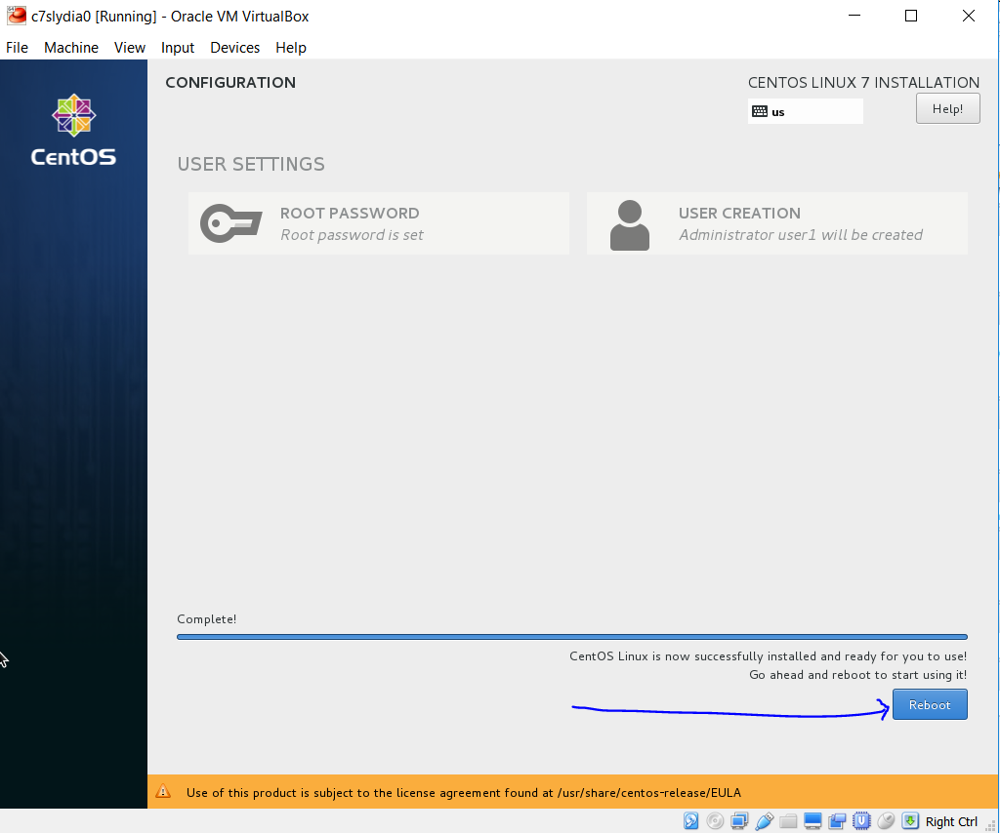 c7slydia0 [Running] - Oracle VM VirtualBox
File Machine View Input Devices Help
CentOS
CONFIGURATION
CENTOS LINUX 7 INSTALLATION
us
Help!
USER SETTINGS
ROOT PASSWORD
Root password is set
USER CREATION
Administrator user1 will be created
Complete!
CentOS Linux is now successfully installed and ready for you to use!
Go ahead and reboot to start using it!
Reboot
Use of this product is subject to the license agreement found at /usr/share/centos-release/EULA
Right Ctrl